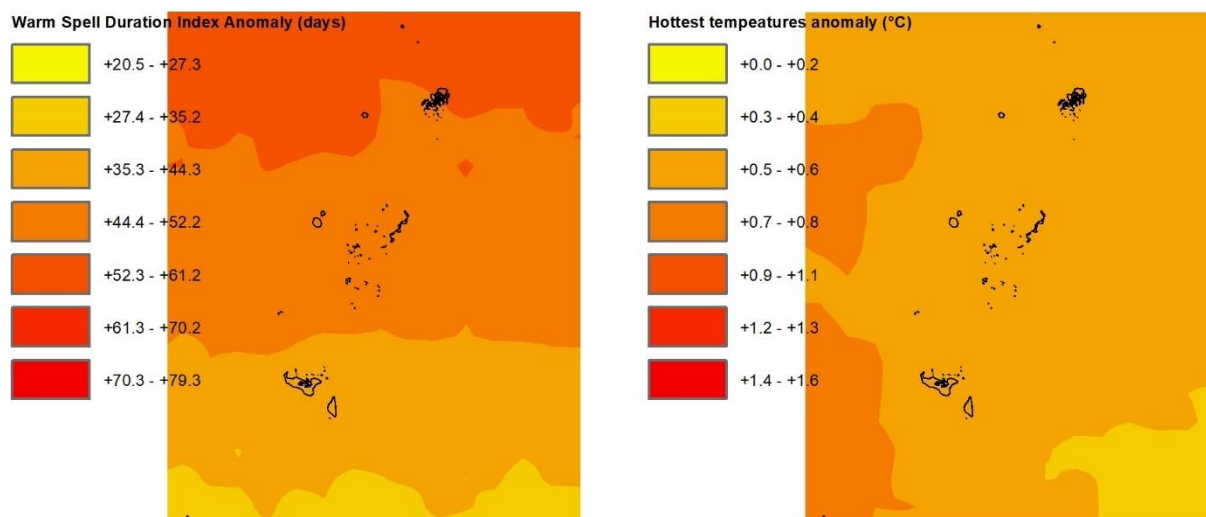 Warm Spell Duration Index Anomaly (days)
+20.5 - +27.3
+27.4 - +35.2
+35.3 - +44.3
+44.4 - +52.2
+52.3 - +61.2
+61.3 - +70.2
+70.3 - +79.3
Hottest tempeatures anomaly (°C)
+0.0 - +0.2
+0.3 - +0.4
+0.5 - +0.6
+0.7 - +0.8
+0.9 - +1.1
+1.2 - +1.3
+1.4 - +1.6